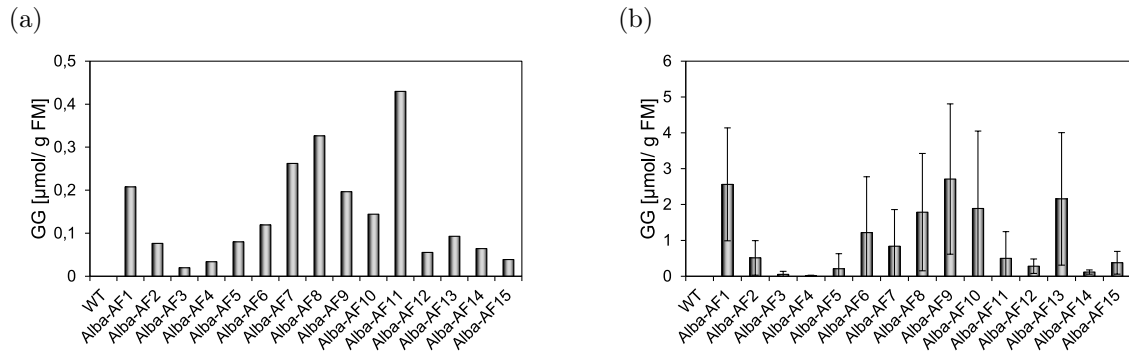 (a)
GG [µmol/ g FM]
0,5
0,4
0,3
0,2
0,1
0
WT
Alba-AF1
Alba-AF2
Alba-AF3
Alba-AF4
Alba-AF5
Alba-AF6
Alba-AF7
Alba-AF8
Alba-AF9
Alba-AF10
Alba-AF11
Alba-AF12
Alba-AF13
Alba-AF14
Alba-AF15
(b)
GG [µmol/ g FM]
6
5
4
3
2
1
0
WT
Alba-AF1
Alba-AF2
Alba-AF3
Alba-AF4
Alba-AF5
Alba-AF6
Alba-AF7
Alba-AF8
Alba-AF9
Alba-AF10
Alba-AF11
Alba-AF12
Alba-AF13
Alba-AF14
Alba-AF15